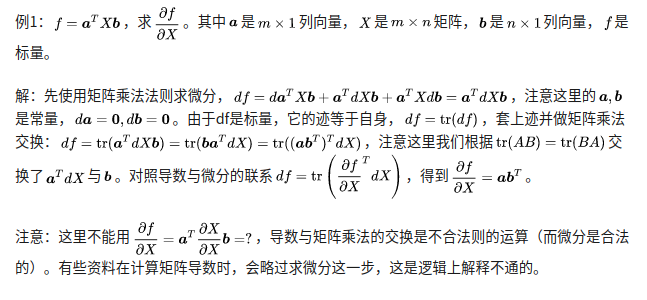 例1： $f = \boldsymbol{a}^T X \boldsymbol{b}$，求 $\dfrac{\partial f}{\partial X}$。其中 $\boldsymbol{a}$ 是 $m \times 1$ 列向量， $X$ 是 $m \times n$ 矩阵， $\boldsymbol{b}$ 是 $n \times 1$ 列向量， $f$ 是
标量。
解：先使用矩阵乘法法则求微分， $df = d\boldsymbol{a}^T X \boldsymbol{b} + \boldsymbol{a}^T dX \boldsymbol{b} + \boldsymbol{a}^T X d\boldsymbol{b} = \boldsymbol{a}^T dX \boldsymbol{b}$ ，注意这里的 $\boldsymbol{a}, \boldsymbol{b}$
是常量， $d\boldsymbol{a} = \boldsymbol{0}, d\boldsymbol{b} = \boldsymbol{0}$ 。由于df是标量，它的迹等于自身， $df = \mathrm{tr}(df)$ ，套上迹并做矩阵乘法
交换： $df = \mathrm{tr}(\boldsymbol{a}^T dX \boldsymbol{b}) = \mathrm{tr}(\boldsymbol{b}\boldsymbol{a}^T dX) = \mathrm{tr}((\boldsymbol{a}\boldsymbol{b}^T)^T dX)$ ，注意这里我们根据 $\mathrm{tr}(AB) = \mathrm{tr}(BA)$ 交
换了 $\boldsymbol{a}^T dX$ 与 $\boldsymbol{b}$ 。对照导数与微分的联系 $df = \mathrm{tr}\left(\dfrac{\partial f}{\partial X}^T dX\right)$ ，得到 $\dfrac{\partial f}{\partial X} = \boldsymbol{a}\boldsymbol{b}^T$ 。
注意：这里不能用 $\dfrac{\partial f}{\partial X} = \boldsymbol{a}^T \dfrac{\partial X}{\partial X} \boldsymbol{b} =?$ ，导数与矩阵乘法的交换是不合法则的运算（而微分是合法
的）。有些资料在计算矩阵导数时，会略过求微分这一步，这是逻辑上解释不通的。